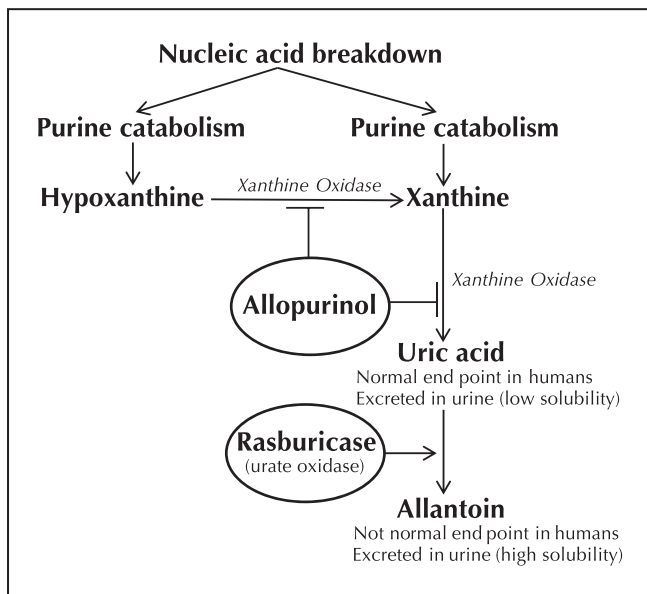 Nucleic acid breakdown
Purine catabolism
Purine catabolism
Hypoxanthine
Xanthine Oxidase
Xanthine
Xanthine Oxidase
Allopurinol
Uric acid
Normal end point in humans
Excreted in urine (low solubility)
Rasburicase
(urate oxidase)
Allantoin
Not normal end point in humans
Excreted in urine (high solubility)